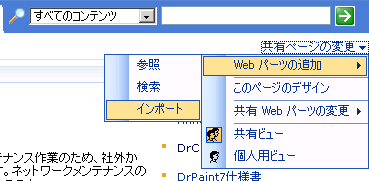 すべてのコンテンツ
共有ページの変更
参照
検索
インポート
Web パーツの追加
このページのデザイン
共有 Web パーツの変更
共有ビュー
個人用ビュー
テナンス作業のため、社外か
す。ネットワークメンテナンスの
DrC
DrPaint7仕様書